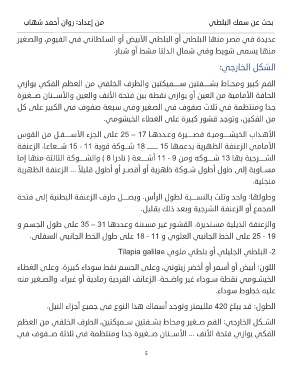 بحث عن سمك البلطي
من إعداد: روان أحمد شهاب
عديدة في مصر منها البلطي أو البلطي الأبيض أو السلطاني في الفيوم، والصغير
منها يسمى شويط وفي شمال الدلتا مشط أو شبار.
الشكل الخارجي:
الفم كبير ومحاط بشفتين سميكتين والطرف الخلفي من العظم الفكي يوازي
الحافة الأمامية من العين أو يوازي نقطة بين فتحة الأنف والعين والأسنان صغيرة
جدا ومنتظمة في ثلاث صفوف في الصغير وفي سبعة صفوف في الكبير على كل
من الفكين، وتوجد قشور كبيرة على الغطاء الخيشومي.
الأهداب الخيشومية قصيرة وعددها 17 – 25 على الجزء الأسفل من القوس
الأمامي الزعنفة الظهرية يدعمها 15 – 18 شوكة قوية 11 - 15 شعاعا. الزعنفة
الشرجية بها 13 شوكة ومن 9 - 11 أشعة ( نادرا 8 ) والشوكة الثالثة منها إما
مساوية إلى طول أطول شوكة ظهرية أو أقصر أو أطول قليلاً ... الزعنفة الظهرية
منجلية.
وطولها: واحد وثلث بالنسبة لطول الرأس. ويصل طرف الزعنفة البطنية إلى فتحة
المجمع أو الزعنفة الشرجية وبعد ذلك بقليل.
والزعنفة الذيلية مستديرة. القشور غير مسننة وعددها 31 – 35 على طول الجسم و
19 - 25 على الخط الجانبي العلوي و 11 - 18 على طول الخط الجانبي السفلي.
2- البلطي الجليلي أو بلطي ملوي Tilapia galilae
اللون: أبيض أو أسمر أو أخضر زيتوني، وعلى الجسم نقط سوداء كبيرة. وعلى الغطاء
الخيشومي نقطة سوداء غير واضحة. الزعانف الفردية رمادية أو غبراء. والصغير منه
عليه خطوط سوداء.
الطول: قد يبلغ 420 ملليمتر وتوجد أسماك هذا النوع في جميع أجزاء النيل.
الشكل الخارجي: الفم صغير ومحاط بشفتين سميكتين، الطرف الخلفي من العظم
الفكي يوازي فتحة الأنف ... الأسنان صغيرة جدا ومنتظمة في ثلاثة صفوف في